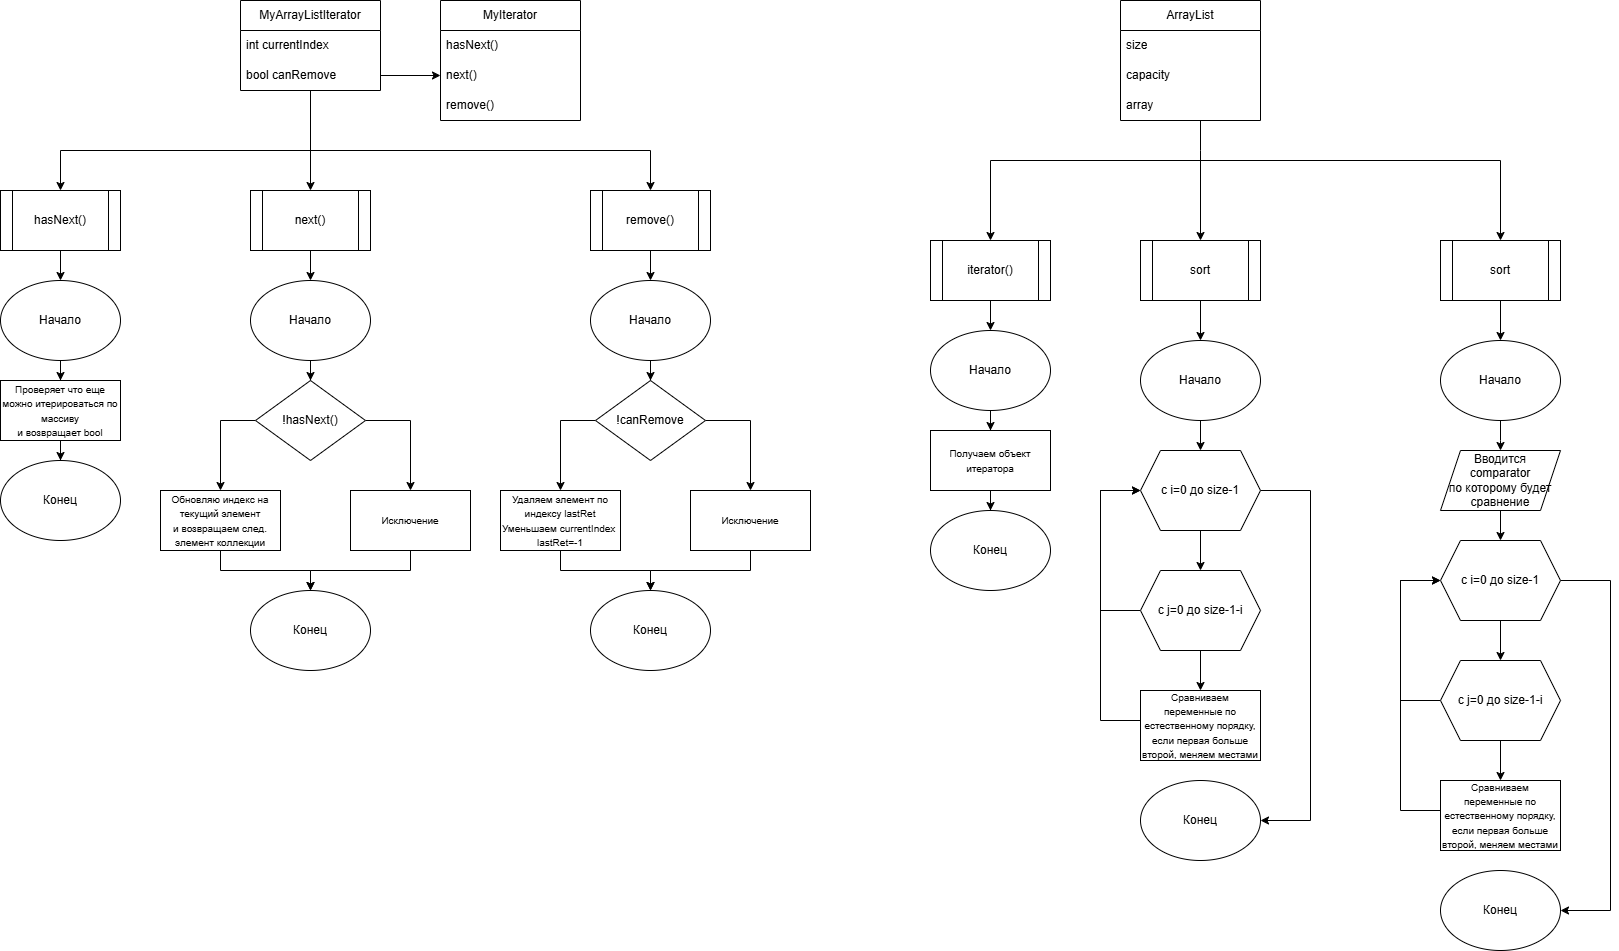 MyArrayListIterator
int currentIndex
bool canRemove
MyIterator
hasNext()
next()
remove()
hasNext()
Начало
Проверяет что еще
можно итерироваться по
массиву
и возвращает bool
Конец
next()
Начало
!hasNext()
Обновляю индекс на
текущий элемент
и возвращаем след.
элемент коллекции
Исключение
Конец
remove()
Начало
!canRemove
Удаляем элемент по
индексу lastRet
Уменьшаем currentIndex
lastRet=-1
Исключение
Конец
ArrayList
size
capacity
array
iterator()
Начало
Получаем объект
итератора
Конец
sort
Начало
с i=0 до size-1
с j=0 до size-1-i
Сравниваем
переменные по
естественному порядку,
если первая больше
второй, меняем местами
Конец
sort
Начало
Вводится
comparator
по которому будет
сравнение
с i=0 до size-1
с j=0 до size-1-i
Сравниваем
переменные по
естественному порядку,
если первая больше
второй, меняем местами
Конец